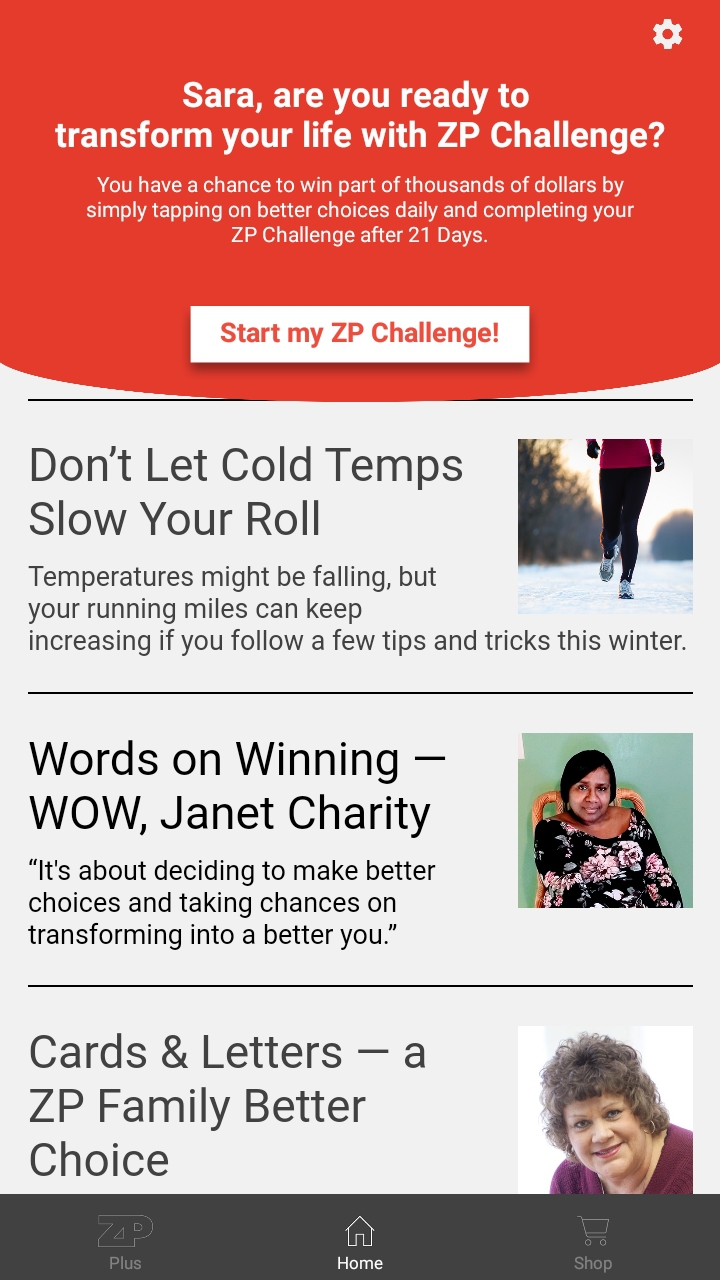 Sara, are you ready to
transform your life with ZP Challenge?
You have a chance to win part of thousands of dollars by
simply tapping on better choices daily and completing your
ZP Challenge after 21 Days.
Start my ZP Challenge!
Don’t Let Cold Temps
Slow Your Roll
Temperatures might be falling, but
your running miles can keep
increasing if you follow a few tips and tricks this winter.
Words on Winning —
WOW, Janet Charity
“It's about deciding to make better
choices and taking chances on
transforming into a better you.”
Cards & Letters — a
ZP Family Better
Choice
ZP
Plus
Home
Shop